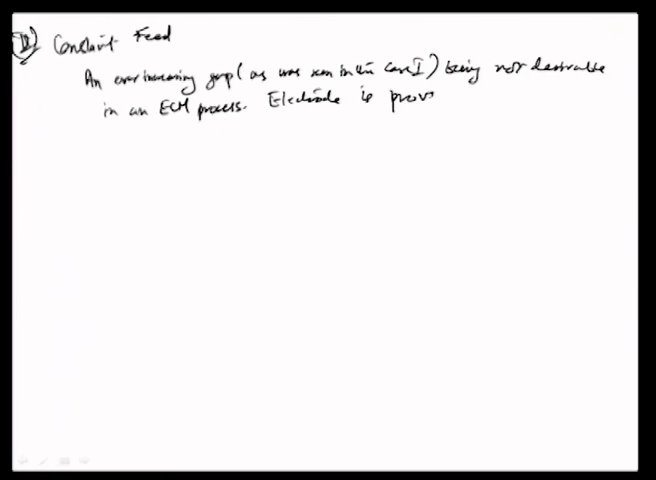 II) Constant Feed
An ever increasing gap (as was seen in the Case I) being not desirable
in an ECM process. Electrode is prov